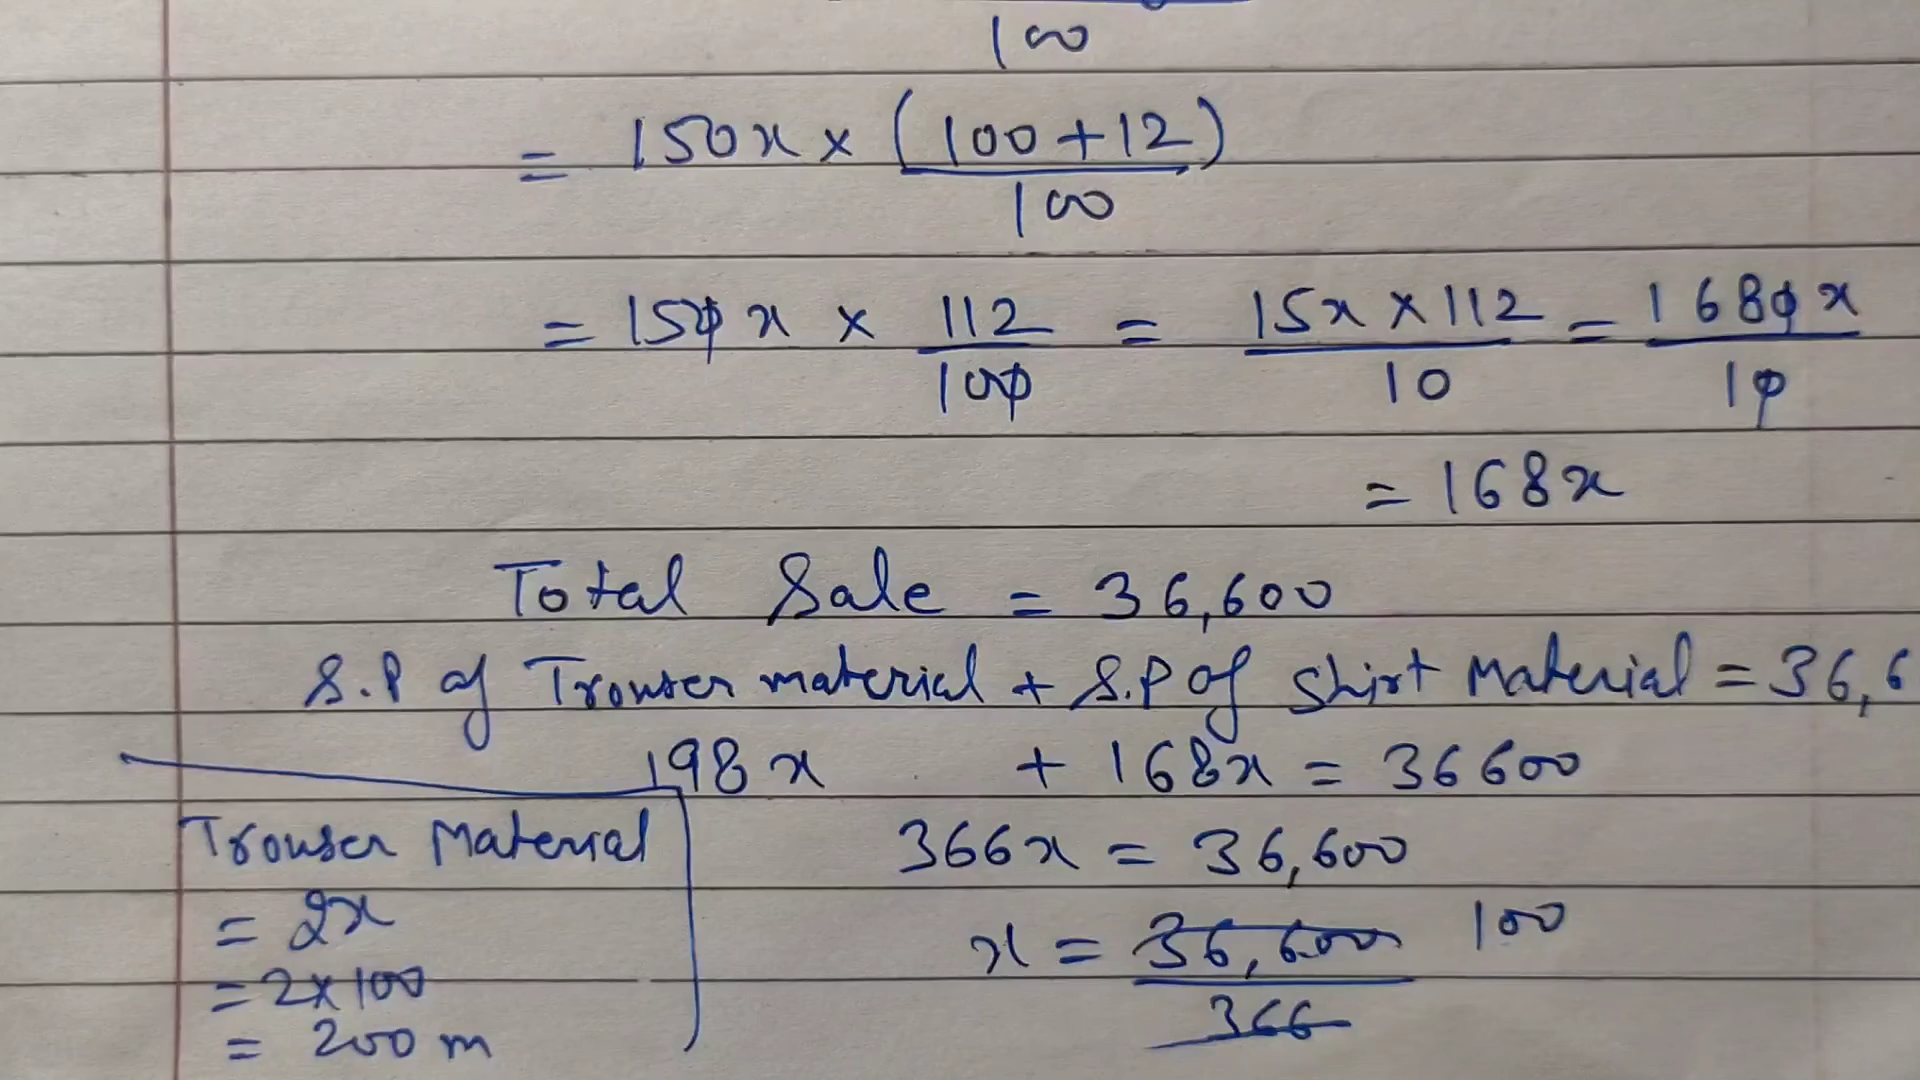 100
= 150x × (100+12)
100
= 150x × 112 = 15x × 112 = 1680x
100 10 10
= 168x
Total Sale = 36,600
S.P of Trouser material + S.P of Shirt Material = 36,6
198x + 168x = 36600
Trouser Material
= 2x
= 2×100
= 200 m
366x = 36,600
x = 36,600 100
366